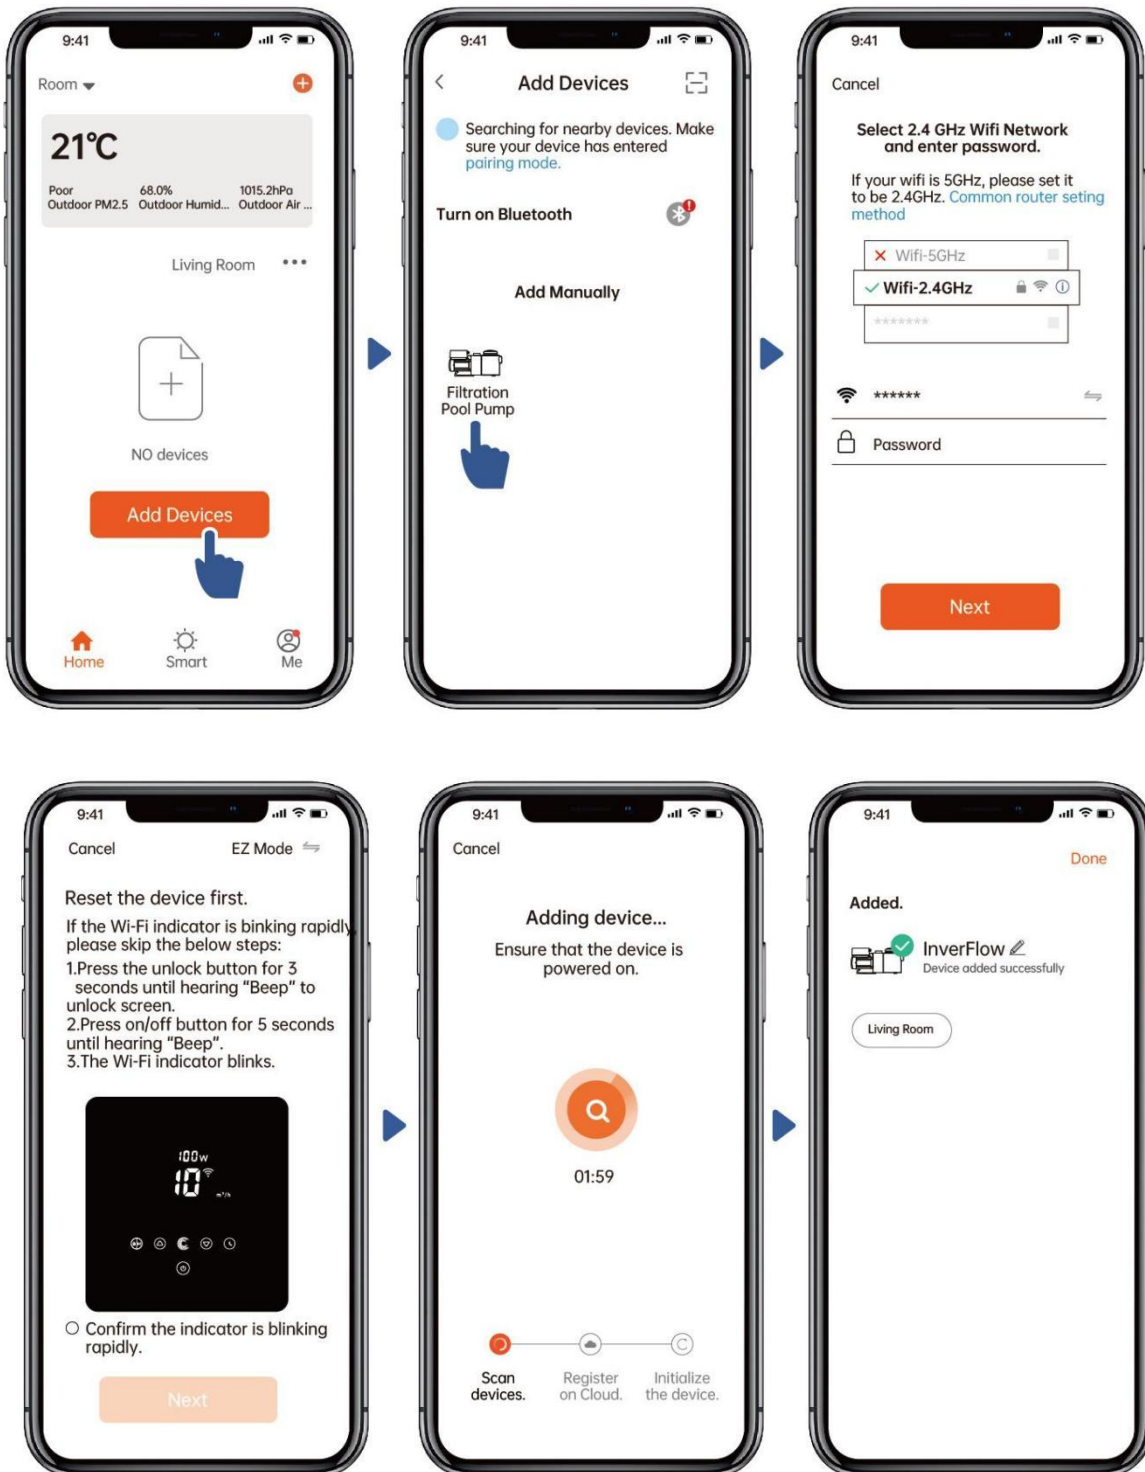 9:41
Room
21°C
Poor 68.0% 1015.2hPa
Outdoor PM2.5 Outdoor Humid... Outdoor Air ...
Living Room
NO devices
Add Devices
Home Smart Me
9:41
Add Devices
Searching for nearby devices. Make
sure your device has entered
pairing mode.
Turn on Bluetooth
Add Manually
Filtration
Pool Pump
9:41
Cancel
Select 2.4 GHz Wifi Network
and enter password.
If your wifi is 5GHz, please set it
to be 2.4GHz. Common router seting
method
Wifi-5GHz
Wifi-2.4GHz
*******
******
Password
Next
9:41
Cancel EZ Mode
Reset the device first.
If the Wi-Fi indicator is binking rapidly,
please skip the below steps:
1.Press the unlock button for 3
seconds until hearing "Beep" to
unlock screen.
2.Press on/off button for 5 seconds
until hearing "Beep".
3.The Wi-Fi indicator blinks.
100w
10
m³/h
Confirm the indicator is blinking
rapidly.
Next
9:41
Cancel
Adding device...
Ensure that the device is
powered on.
01:59
Scan Register Initialize
devices. on Cloud. the device.
9:41
Done
Added.
InverFlow
Device added successfully
Living Room